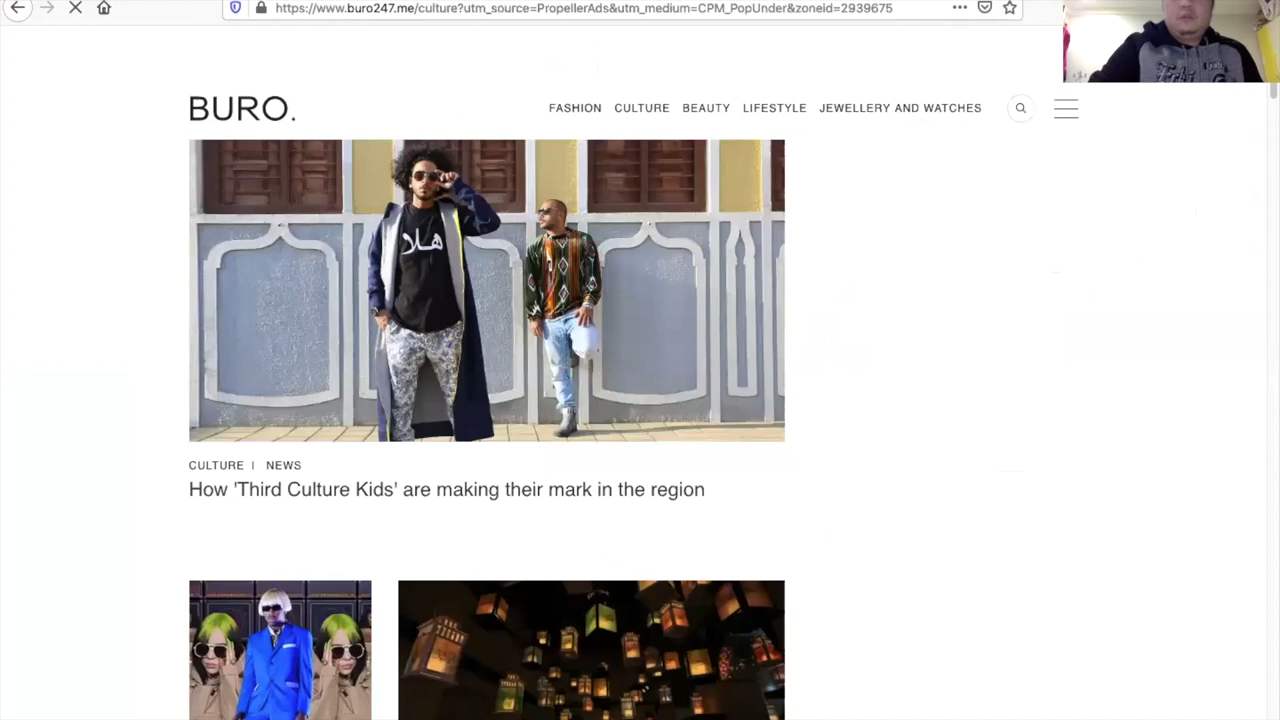 https://www.buro247.me/culture?utm_source=PropellerAds&utm_medium=CPM_PopUnder&zoneid=2939675
BURO.
FASHION CULTURE BEAUTY LIFESTYLE JEWELLERY AND WATCHES
هلا
CULTURE | NEWS
How 'Third Culture Kids' are making their mark in the region